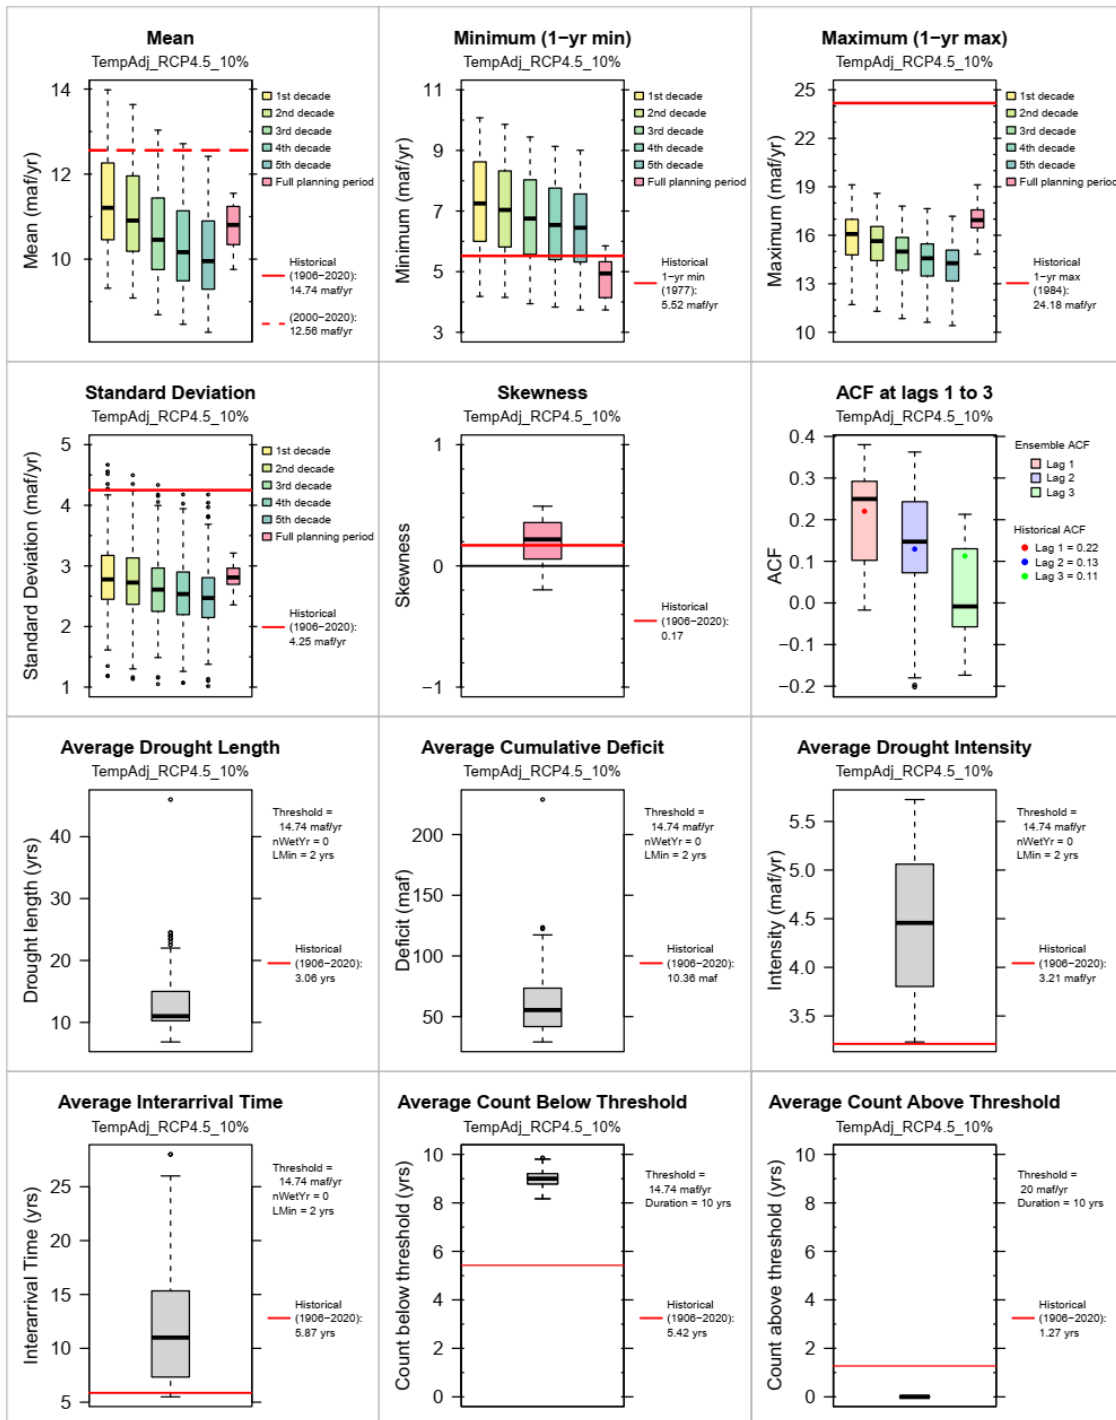 Mean
TempAdj_RCP4.5_10%
Mean (maf/yr)
14
12
10
1st decade
2nd decade
3rd decade
4th decade
5th decade
Full planning period
Historical
(1906−2020):
14.74 maf/yr
(2000−2020):
12.56 maf/yr
Minimum (1−yr min)
TempAdj_RCP4.5_10%
Minimum (maf/yr)
11
9
7
5
3
1st decade
2nd decade
3rd decade
4th decade
5th decade
Full planning period
Historical
1−yr min
(1977):
5.52 maf/yr
Maximum (1−yr max)
TempAdj_RCP4.5_10%
Maximum (maf/yr)
25
22
19
16
13
10
1st decade
2nd decade
3rd decade
4th decade
5th decade
Full planning period
Historical
1−yr max
(1984):
24.18 maf/yr
Standard Deviation
TempAdj_RCP4.5_10%
Standard Deviation (maf/yr)
5
4
3
2
1
1st decade
2nd decade
3rd decade
4th decade
5th decade
Full planning period
Historical
(1906−2020):
4.25 maf/yr
Skewness
TempAdj_RCP4.5_10%
Skewness
1
0
−1
Historical
(1906−2020):
0.17
ACF at lags 1 to 3
TempAdj_RCP4.5_10%
ACF
0.4
0.3
0.2
0.1
0.0
−0.1
−0.2
Ensemble ACF
Lag 1
Lag 2
Lag 3
Historical ACF
Lag 1 = 0.22
Lag 2 = 0.13
Lag 3 = 0.11
Average Drought Length
TempAdj_RCP4.5_10%
Drought length (yrs)
40
30
20
10
Threshold =
14.74 maf/yr
nWetYr = 0
LMin = 2 yrs
Historical
(1906−2020):
3.06 yrs
Average Cumulative Deficit
TempAdj_RCP4.5_10%
Deficit (maf)
200
150
100
50
Threshold =
14.74 maf/yr
nWetYr = 0
LMin = 2 yrs
Historical
(1906−2020):
10.36 maf
Average Drought Intensity
TempAdj_RCP4.5_10%
Intensity (maf/yr)
5.5
5.0
4.5
4.0
3.5
Threshold =
14.74 maf/yr
nWetYr = 0
LMin = 2 yrs
Historical
(1906−2020):
3.21 maf/yr
Average Interarrival Time
TempAdj_RCP4.5_10%
Interarrival Time (yrs)
25
20
15
10
5
Threshold =
14.74 maf/yr
nWetYr = 0
LMin = 2 yrs
Historical
(1906−2020):
5.87 yrs
Average Count Below Threshold
TempAdj_RCP4.5_10%
Count below threshold (yrs)
10
8
6
4
2
0
Threshold =
14.74 maf/yr
Duration = 10 yrs
Historical
(1906−2020):
5.42 yrs
Average Count Above Threshold
TempAdj_RCP4.5_10%
Count above threshold (yrs)
10
8
6
4
2
0
Threshold =
20 maf/yr
Duration = 10 yrs
Historical
(1906−2020):
1.27 yrs